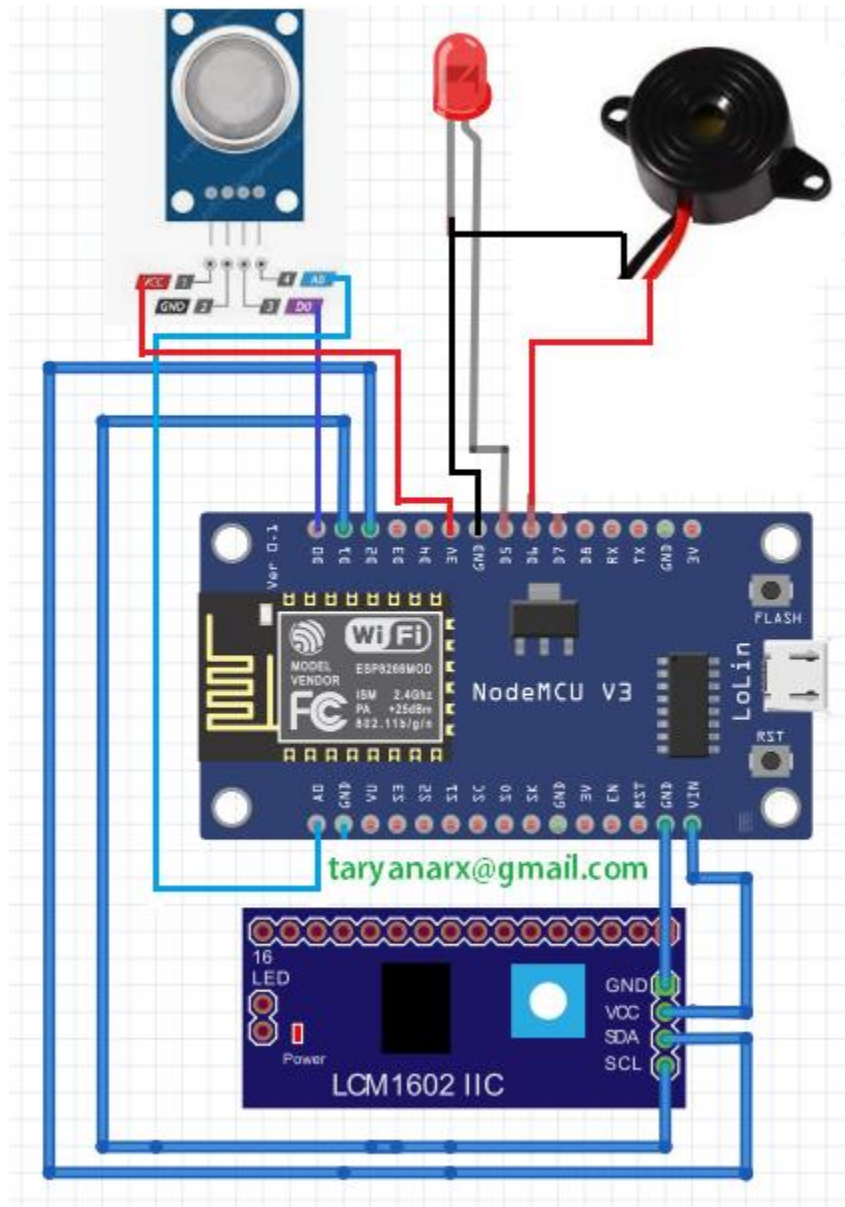 VCC 1
4 A0
GND 2
3 D0
Ver 0.1
D0 D1 D2 D3 D4 3V GND D5 D6 D7 D8 RX TX GND 3V
FLASH
WiFi
MODEL
VENDOR
ESP8266MOD
FC
ISM 2.4Ghz
PA +25dBm
802.11b/g/n
NodeMCU V3
LoLin
RST
A0 GND VU S3 S2 S1 SC S0 SK GND 3V EN RST GND VIN
taryanarx@gmail.com
16
LED
GND
VCC
SDA
SCL
Power
LCM1602 IIC